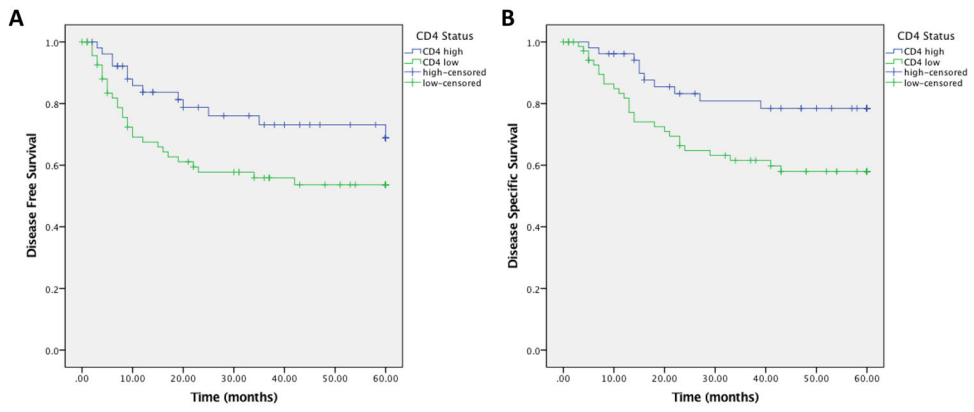 A
CD4 Status
CD4 high
CD4 low
high-censored
low-censored
Disease Free Survival
1.0
0.8
0.6
0.4
0.2
0.0
.00 10.00 20.00 30.00 40.00 50.00 60.00
Time (months)
B
CD4 Status
CD4 high
CD4 low
high-censored
low-censored
Disease Specific Survival
1.0
0.8
0.6
0.4
0.2
0.0
.00 10.00 20.00 30.00 40.00 50.00 60.00
Time (months)